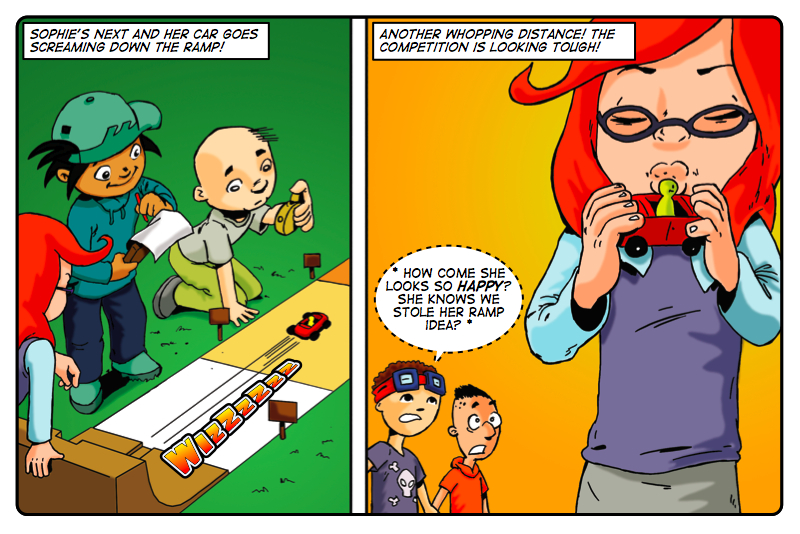 SOPHIE'S NEXT AND HER CAR GOES
SCREAMING DOWN THE RAMP!
WIZZZZZZZ
ANOTHER WHOPPING DISTANCE! THE
COMPETITION IS LOOKING TOUGH!
* HOW COME SHE
LOOKS SO HAPPY?
SHE KNOWS WE
STOLE HER RAMP
IDEA? *